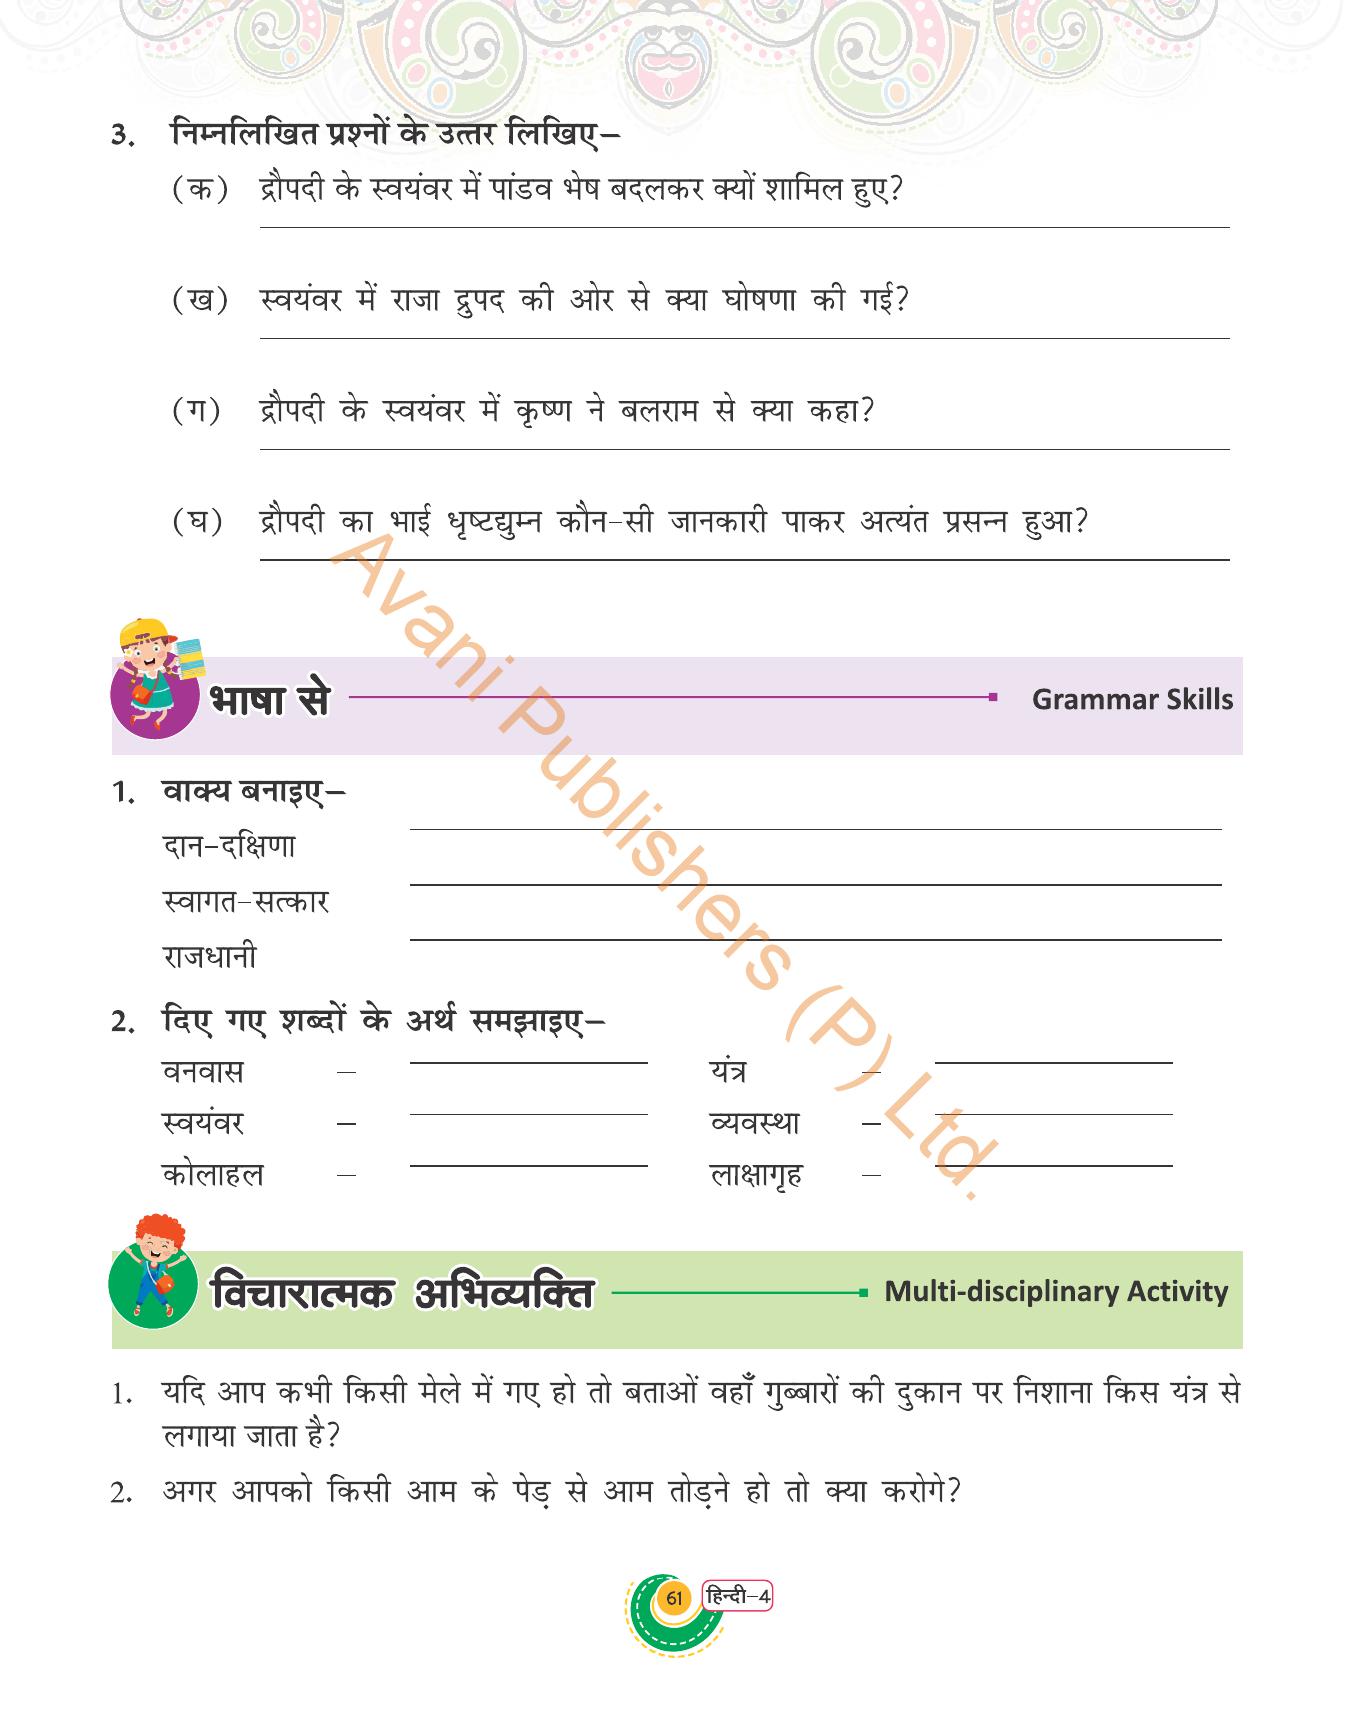 3. निम्नलिखित प्रश्नों के उत्तर लिखिए–
(क) द्रौपदी के स्वयंवर में पांडव भेष बदलकर क्यों शामिल हुए?
(ख) स्वयंवर में राजा द्रुपद की ओर से क्या घोषणा की गई?
(ग) द्रौपदी के स्वयंवर में कृष्ण ने बलराम से क्या कहा?
(घ) द्रौपदी का भाई धृष्टद्युम्न कौन-सी जानकारी पाकर अत्यंत प्रसन्न हुआ?
भाषा से Grammar Skills
1. वाक्य बनाइए–
दान-दक्षिणा
स्वागत-सत्कार
राजधानी
2. दिए गए शब्दों के अर्थ समझाइए–
वनवास – यंत्र –
स्वयंवर – व्यवस्था –
कोलाहल – लाक्षागृह –
विचारात्मक अभिव्यक्ति Multi-disciplinary Activity
1. यदि आप कभी किसी मेले में गए हो तो बताओं वहाँ गुब्बारों की दुकान पर निशाना किस यंत्र से
लगाया जाता है?
2. अगर आपको किसी आम के पेड़ से आम तोड़ने हो तो क्या करोगे?
61 हिन्दी–4
Avani Publishers (P) Ltd.